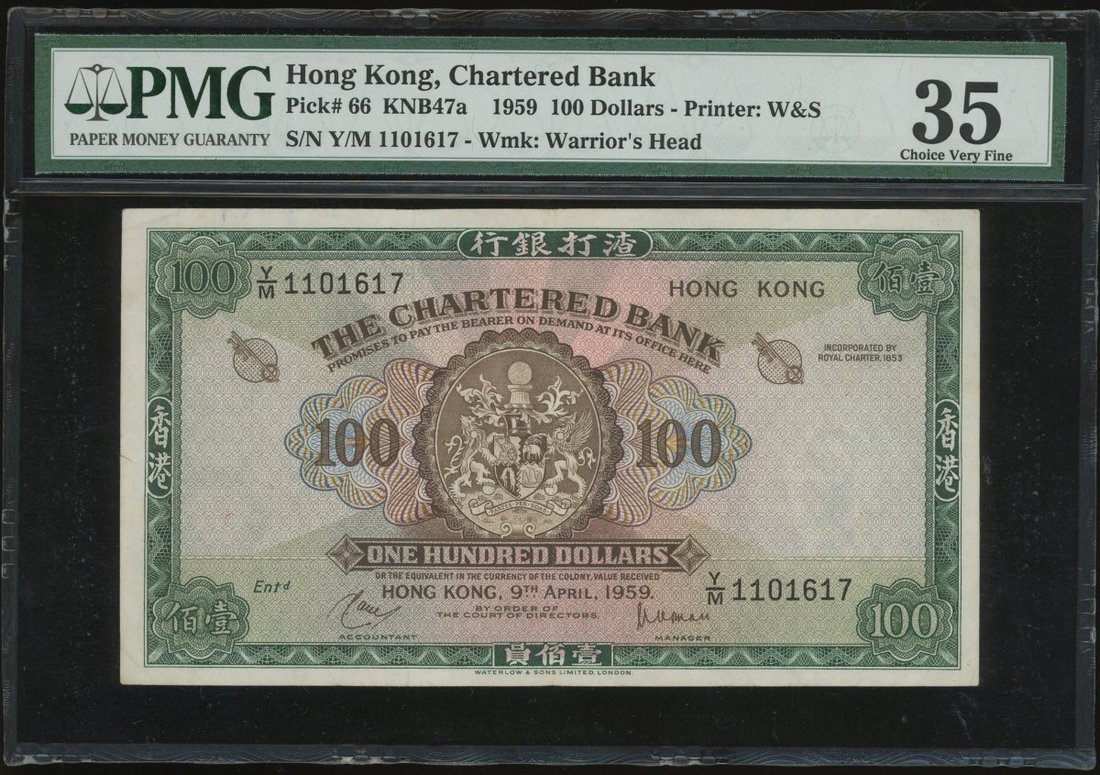 PMG
PAPER MONEY GUARANTY
Hong Kong, Chartered Bank
Pick# 66 KNB47a 1959 100 Dollars - Printer: W&S
S/N Y/M 1101617 - Wmk: Warrior's Head
35
Choice Very Fine
行銀打渣
100
Y/M 1101617
HONG KONG
佰壹
THE CHARTERED BANK
PROMISES TO PAY THE BEARER ON DEMAND AT ITS OFFICE HERE
INCORPORATED BY
ROYAL CHARTER, 1853
香港
100
100
香港
ONE HUNDRED DOLLARS
OR THE EQUIVALENT IN THE CURRENCY OF THE COLONY, VALUE RECEIVED
Entd
HONG KONG, 9TH APRIL, 1959.
Y/M 1101617
BY ORDER OF
THE COURT OF DIRECTORS.
佰壹
100
ACCOUNTANT
MANAGER
員佰壹
WATERLOW & SONS LIMITED, LONDON.